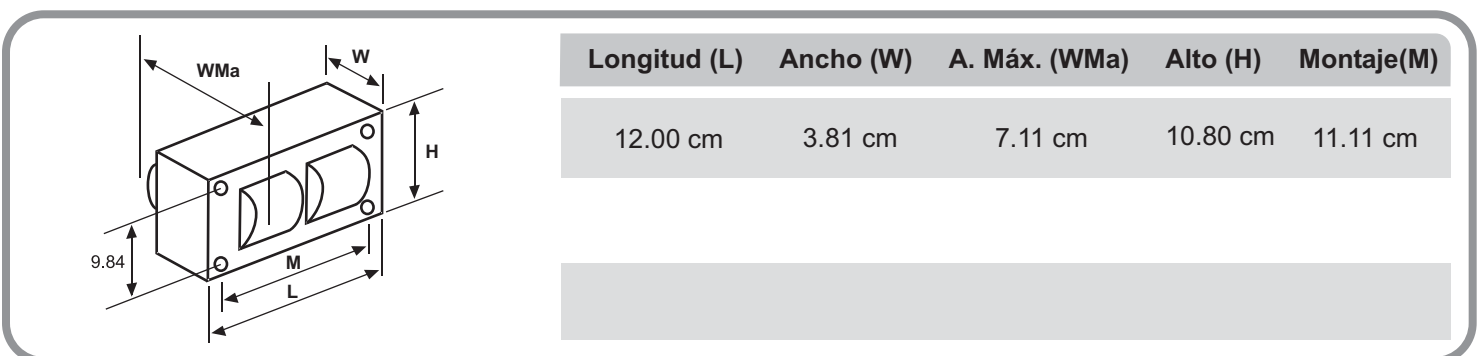 WMa
W
H
9.84
M
L
Longitud (L) Ancho (W) A. Máx. (WMa) Alto (H) Montaje(M)
12.00 cm 3.81 cm 7.11 cm 10.80 cm 11.11 cm